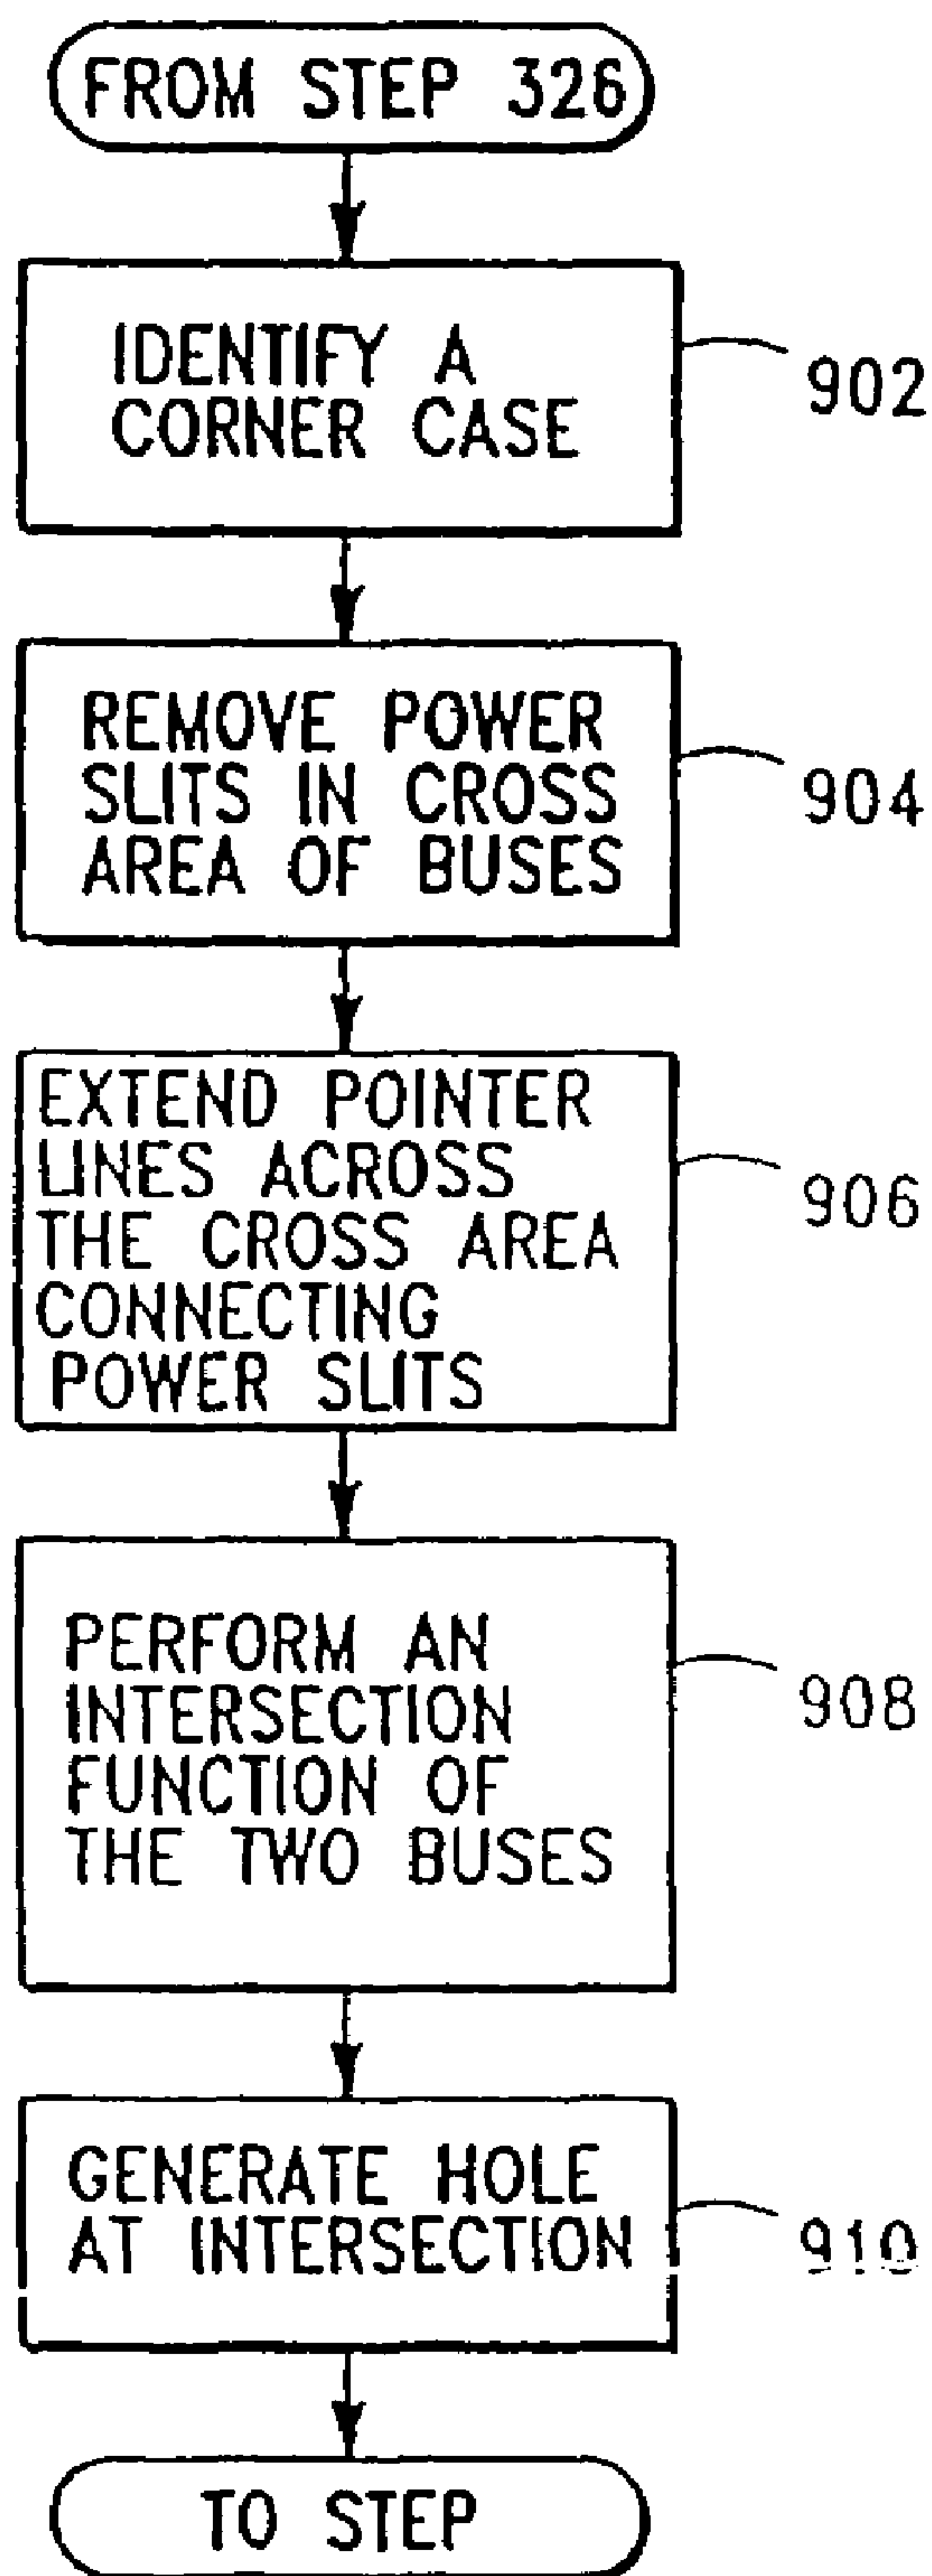 FROM STEP 326
IDENTIFY A
CORNER CASE
902
REMOVE POWER
SLITS IN CROSS
AREA OF BUSES
904
EXTEND POINTER
LINES ACROSS
THE CROSS AREA
CONNECTING
POWER SLITS
906
PERFORM AN
INTERSECTION
FUNCTION OF
THE TWO BUSES
908
GENERATE HOLE
AT INTERSECTION
910
TO STEP